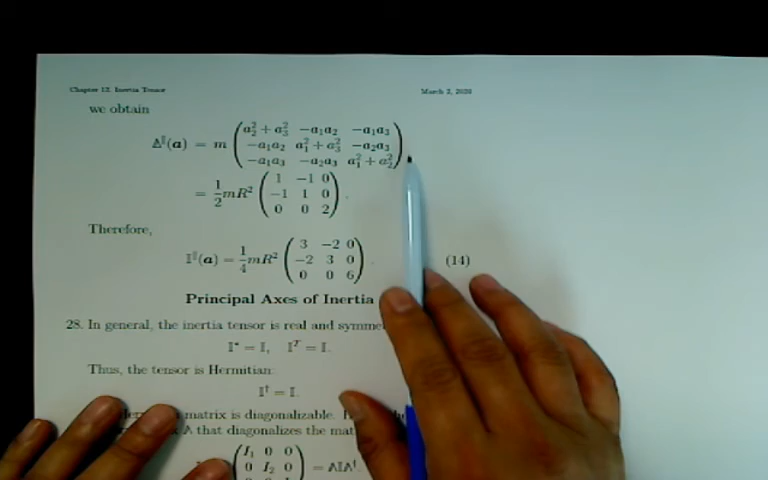 Chapter 12. Inertia Tensor March 2, 2020
we obtain
𝔸^𝕀(a) = m ( a₂² + a₃² −a₁a₂ −a₁a₃
−a₁a₂ a₁² + a₃² −a₂a₃
−a₁a₃ −a₂a₃ a₁² + a₂² )
= 1/2 mR² ( 1 −1 0
−1 1 0
0 0 2 ).
Therefore,
𝕀^𝕀(a) = 1/4 mR² ( 3 −2 0
−2 3 0
0 0 6 ). (14)
Principal Axes of Inertia
28. In general, the inertia tensor is real and symme
𝕀* = 𝕀, 𝕀ᵀ = 𝕀.
Thus, the tensor is Hermitian:
𝕀† = 𝕀.
matrix is diagonalizable.
𝔸 that diagonalizes the mat
( I₁ 0 0
0 I₂ 0 ) = 𝔸𝕀𝔸†.